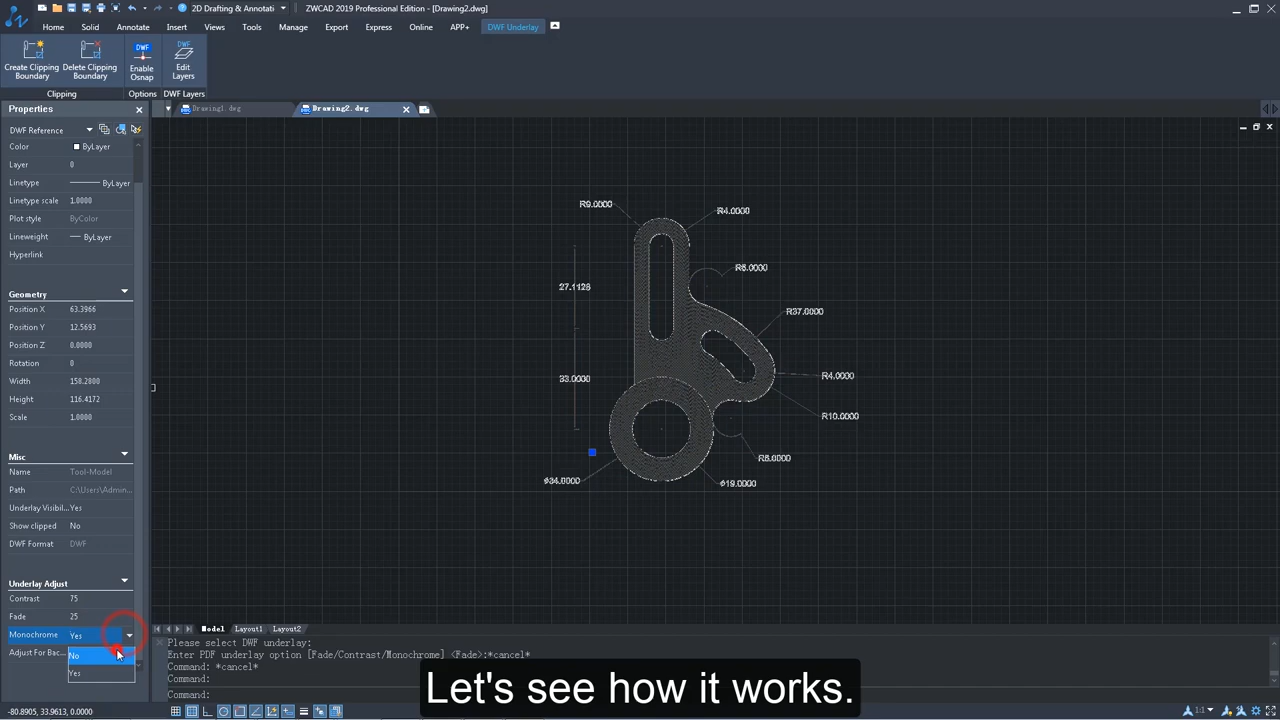 2D Drafting & Annotati
ZWCAD 2019 Professional Edition - [Drawing2.dwg]
Home Solid Annotate Insert Views Tools Manage Export Express Online APP+ DWF Underlay
Create Clipping Boundary
Delete Clipping Boundary
DWF
Enable Osnap
DWF
Edit Layers
Clipping Options DWF Layers
Properties
Drawing1.dwg
Drawing2.dwg
DWF Reference
Color ByLayer
Layer 0
Linetype ByLayer
Linetype scale 1.0000
Plot style ByColor
Lineweight ByLayer
Hyperlink
Geometry
Position X 63.3966
Position Y 12.5693
Position Z 0.0000
Rotation 0
Width 158.2000
Height 116.4172
Scale 1.0000
Misc
Name Tool-Model
Path C:\Users\Admin...
Underlay Visibil... Yes
Show clipped No
DWF Format DWF
Underlay Adjust
Contrast 75
Fade 25
Monochrome Yes
Adjust For Bac...
No
Yes
R9.0000
R4.0000
R37.0000
27.1126
33.0000
R4.0000
R10.0000
ϕ34.0000
ϕ19.0000
Model Layout1 Layout2
Please select DWF underlay:
Enter PDF underlay option [Fade/Contrast/Monochrome] <Fade>:*cancel*
Command: *cancel*
Command:
Command:
Let's see how it works.
-80.8905, 33.9613, 0.0000
1:1